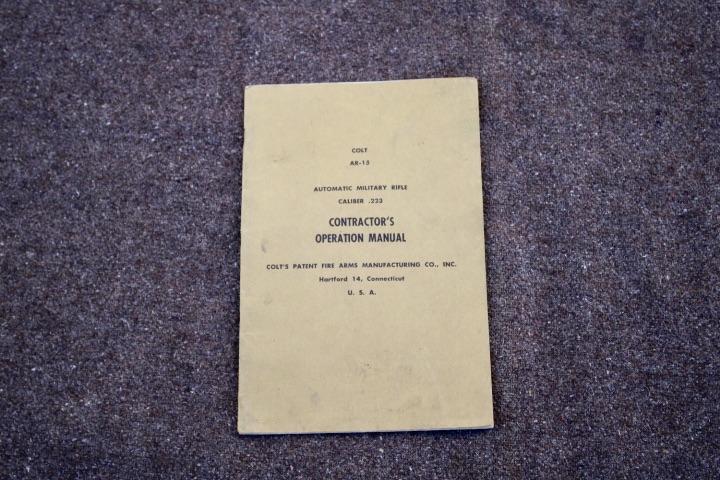 COLT
AR-15
AUTOMATIC MILITARY RIFLE
CALIBER .223
CONTRACTOR'S
OPERATION MANUAL
COLT'S PATENT FIRE ARMS MANUFACTURING CO., INC.
Hartford 14, Connecticut
U. S. A.